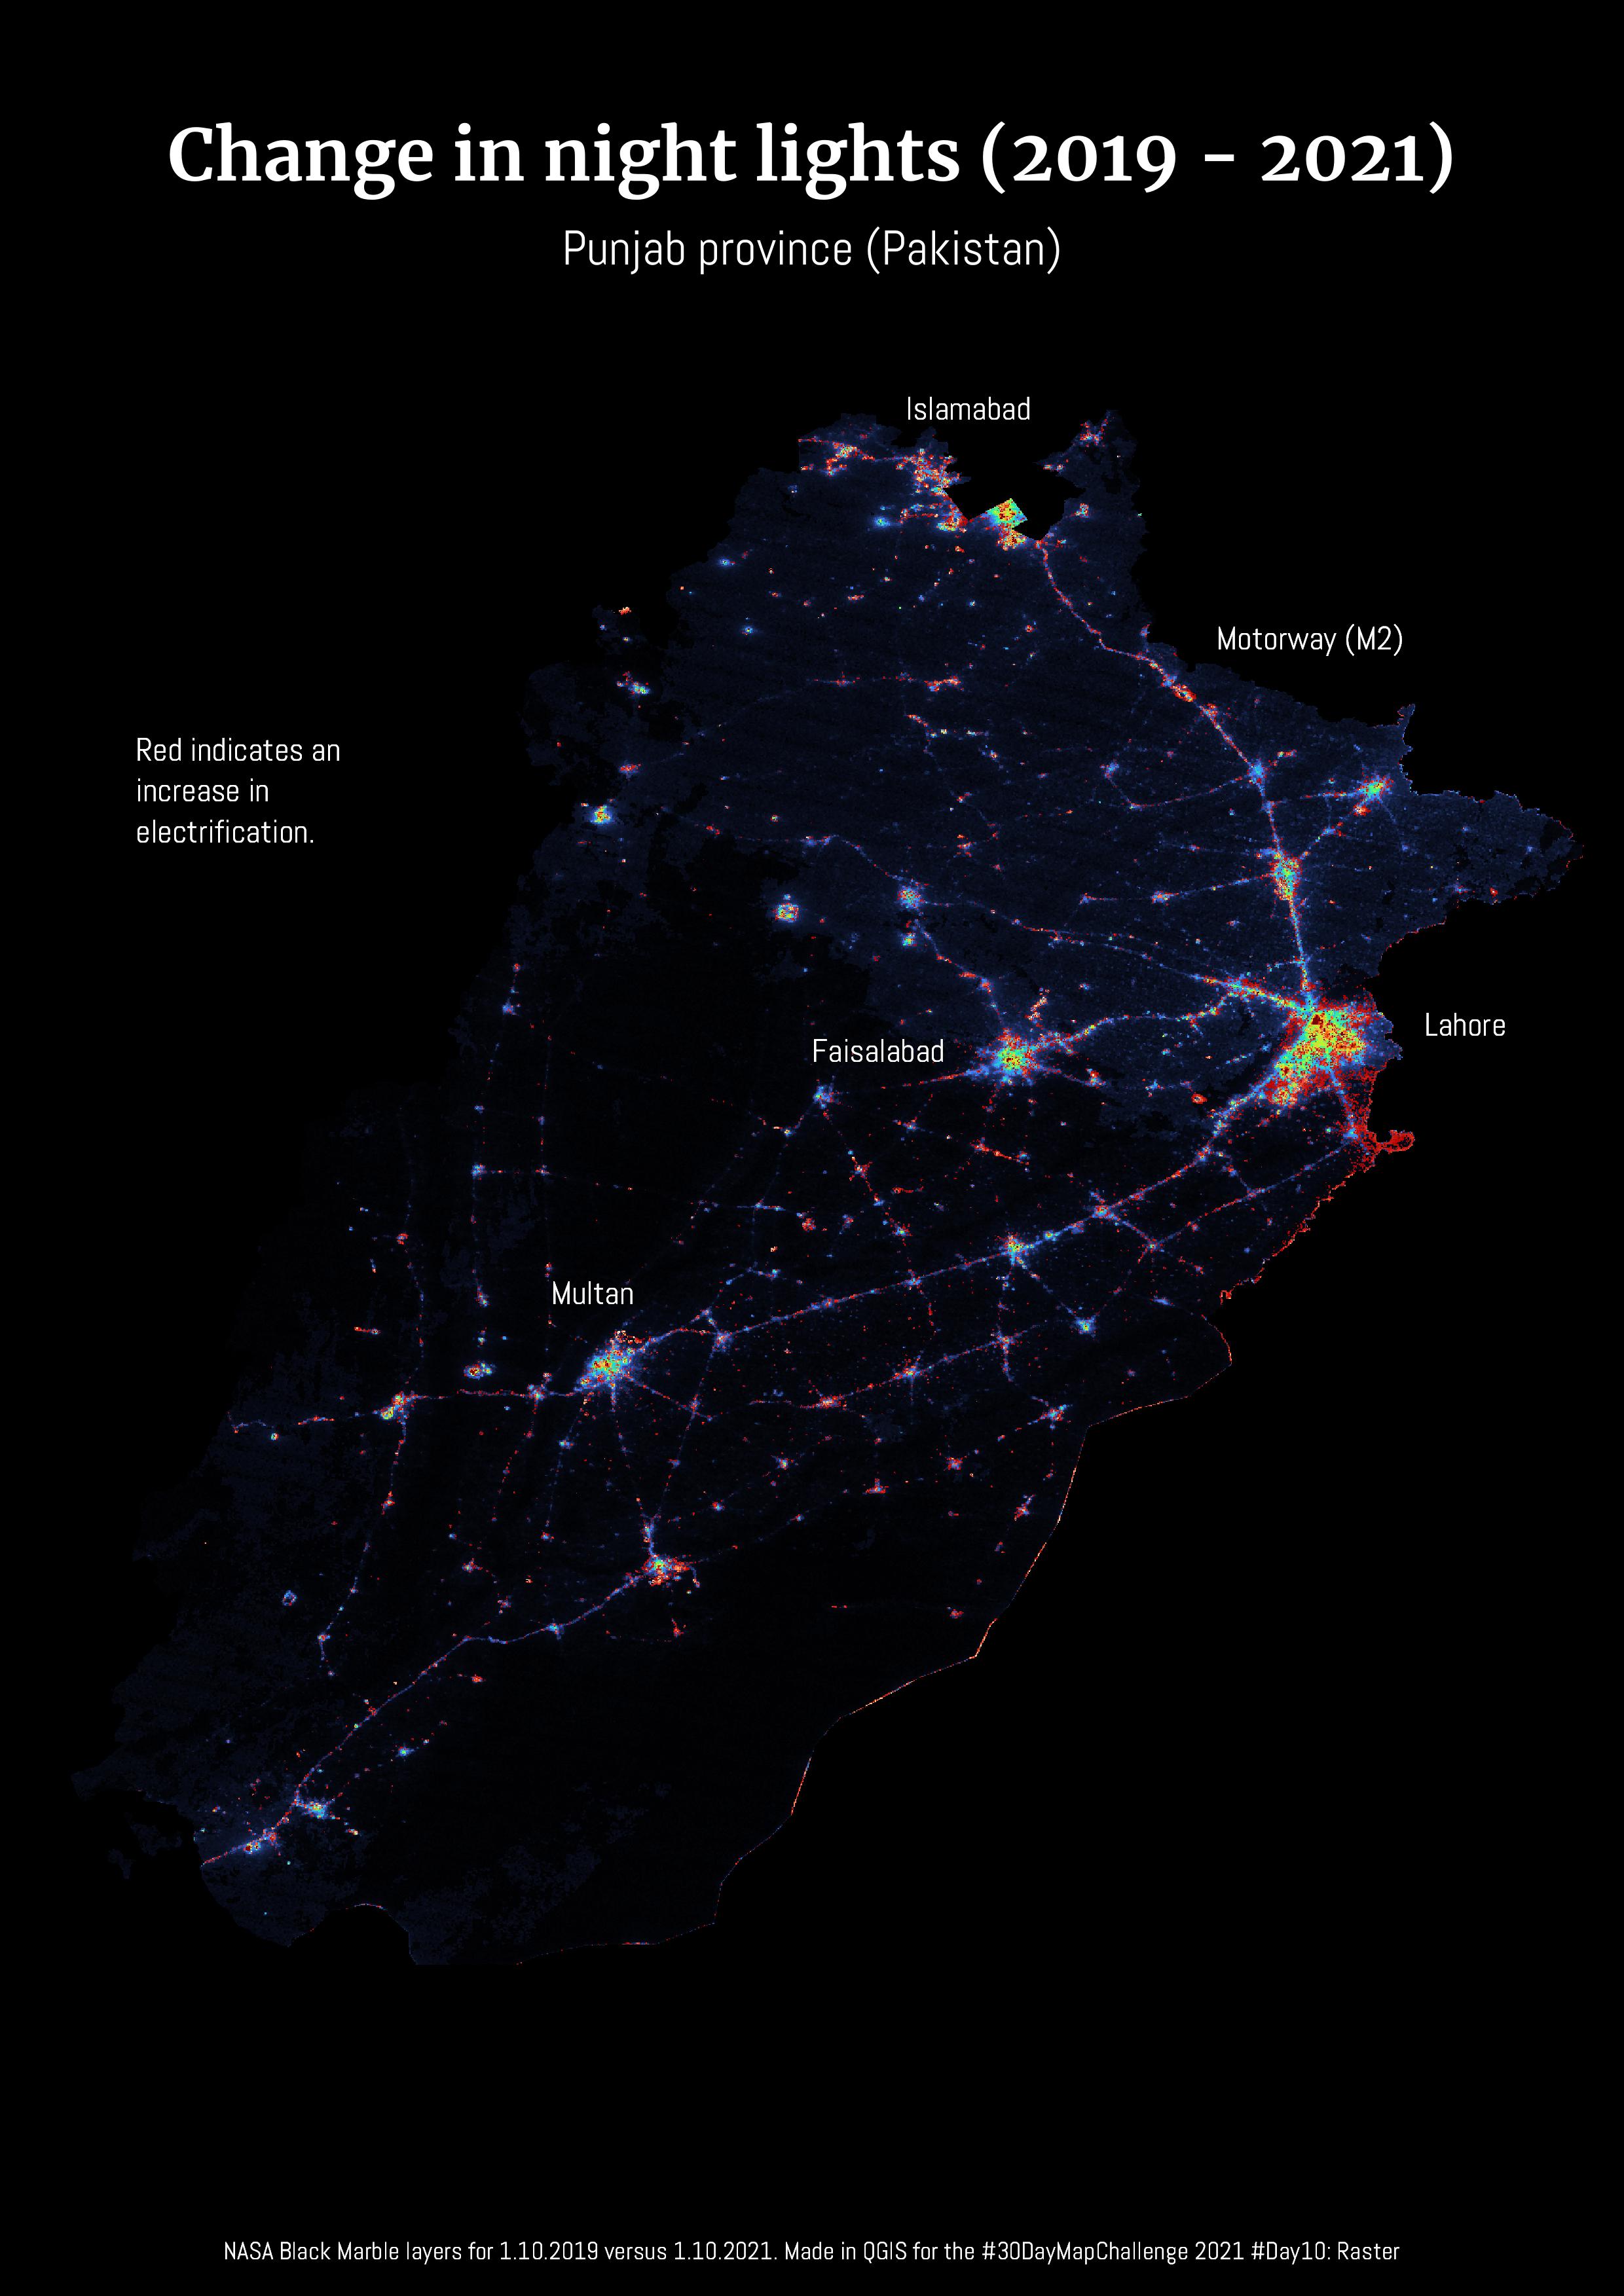 Change in night lights (2019 - 2021)
Punjab province (Pakistan)
Islamabad
Motorway (M2)
Red indicates an
increase in
electrification.
Lahore
Faisalabad
Multan
NASA Black Marble layers for 1.10.2019 versus 1.10.2021. Made in QGIS for the #30DayMapChallenge 2021 #Day10: Raster